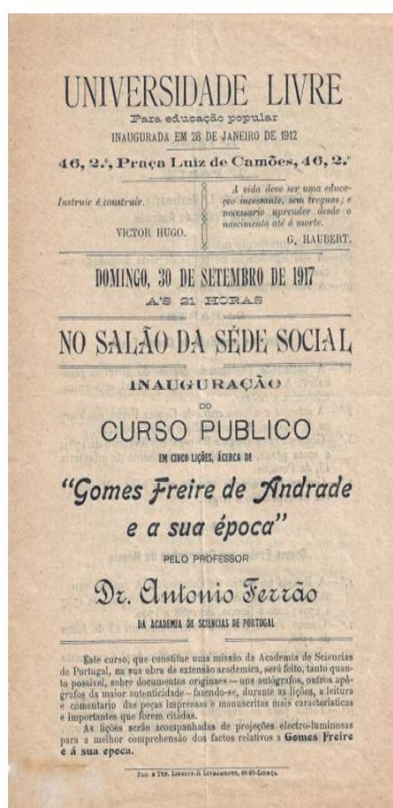 UNIVERSIDADE LIVRE
Para educação popular
INAUGURADA EM 28 DE JANEIRO DE 1912
46, 2.º, Praça Luiz de Camões, 46, 2.º
Instruir é construir.
VICTOR HUGO.
A vida deve ser uma educa-
ção incessante, sem treguas; e
necessario aprender desde o
nascimento até á morte.
G. HAUBERT.
DOMINGO, 30 DE SETEMBRO DE 1917
A'S 21 HORAS
NO SALÃO DA SÉDE SOCIAL
INAUGURAÇÃO
DO
CURSO PUBLICO
EM CINCO LIÇÕES, ÁCERCA DE
"Gomes Freire de Andrade
e a sua época"
PELO PROFESSOR
Dr. Antonio Ferrão
DA ACADEMIA DE SCIENCIAS DE PORTUGAL
Este curso, que constitue uma missão da Academia de Sciencias
de Portugal, na sua obra de extensão academica, será feito, tanto quan-
to possivel, sobre documentos originaes — uns autógrafos, outros apó-
grafos da maior autenticidade — fazendo-se, durante as lições, a leitura
e comentario das peças impressas e manuscritas mais caracteristicas
e importantes que forem citadas.
As lições serão acompanhadas de projeções electro-luminosas
para a melhor comprehensão dos factos relativos a Gomes Freire
e á sua epoca.